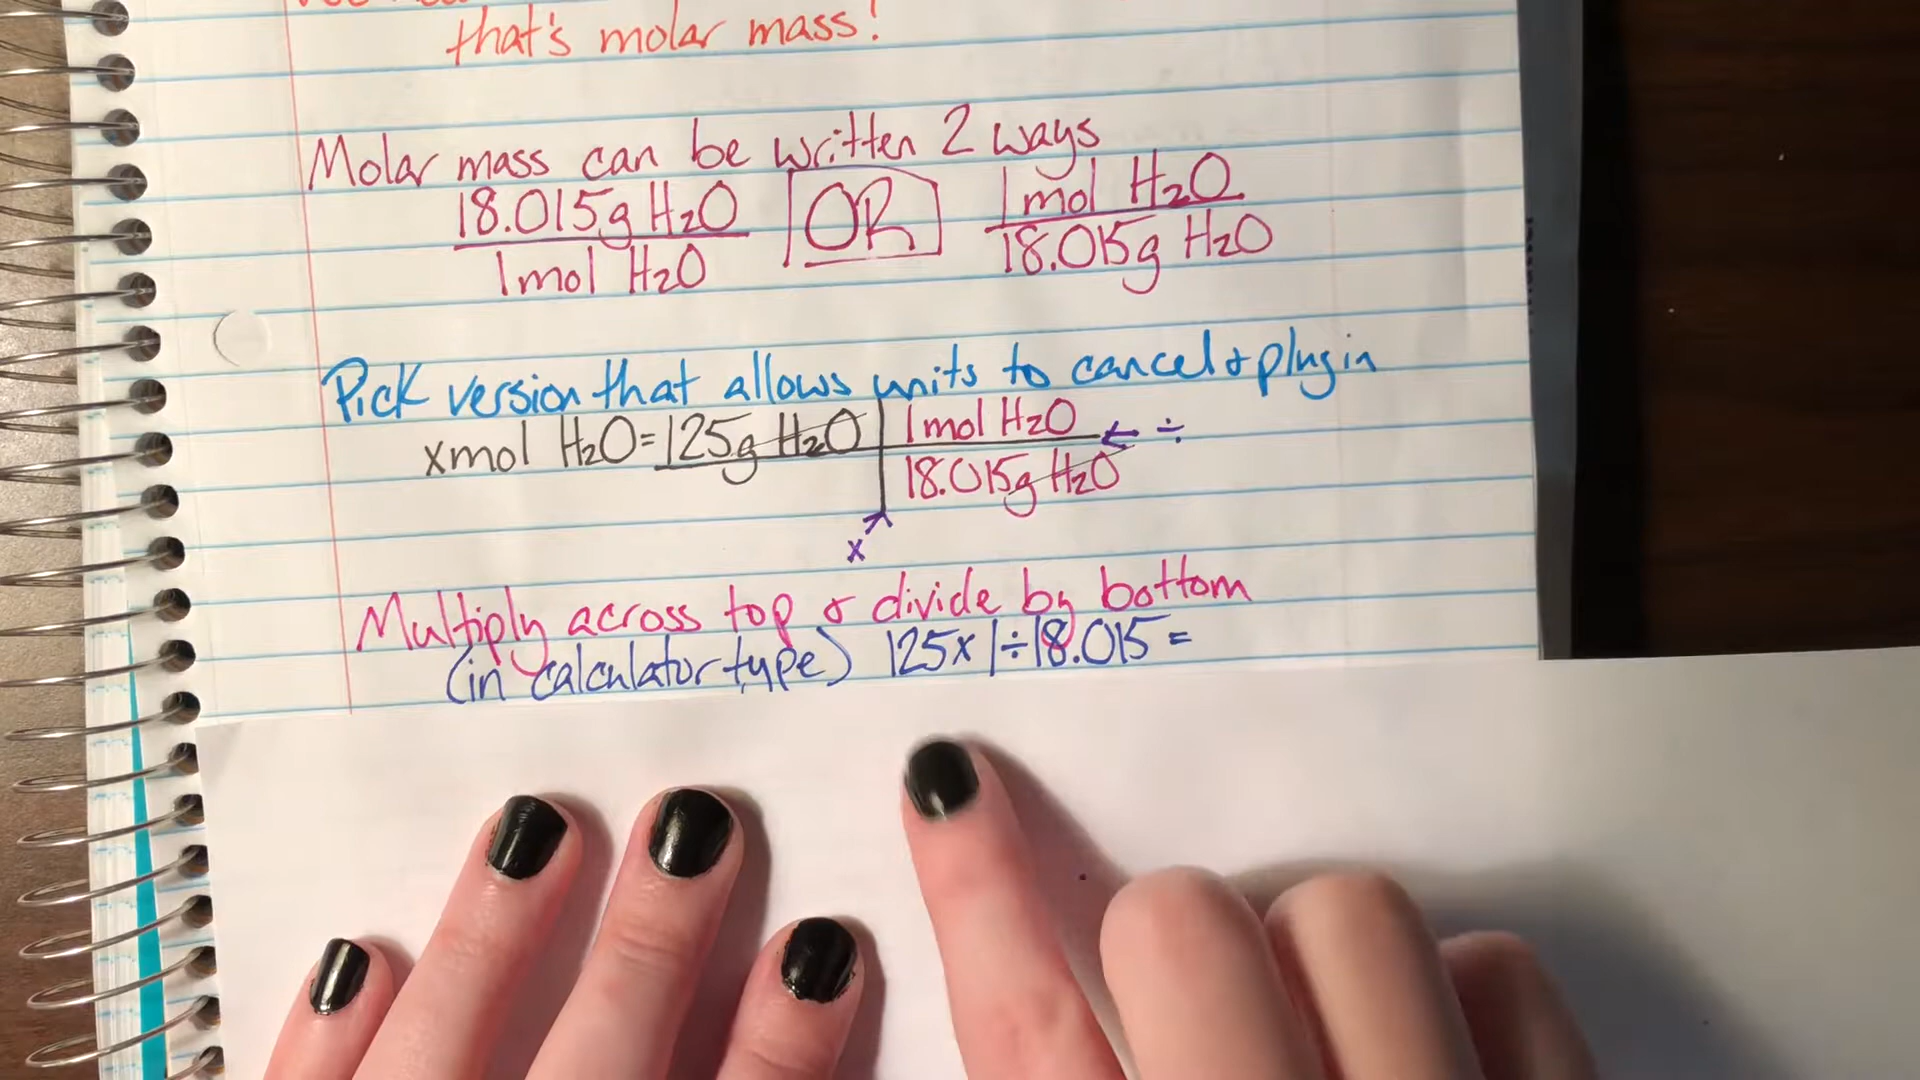 that's molar mass!
Molar mass can be written 2 ways
18.015g H₂O OR 1mol H₂O
1mol H₂O 18.015g H₂O
Pick version that allows units to cancel & plug in
xmol H₂O = 125g H₂O 1mol H₂O ← ÷
18.015g H₂O
x
Multiply across top & divide by bottom
(in calculator type) 125x1÷18.015=